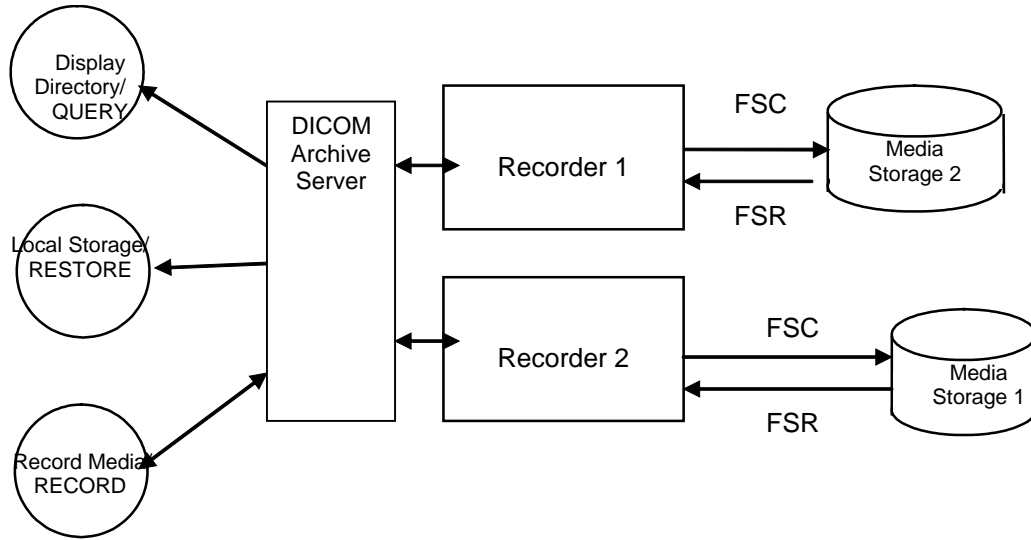 Display
Directory/
QUERY
Local Storage/
RESTORE
Record Media/
RECORD
DICOM
Archive
Server
Recorder 1
FSC
FSR
Media
Storage 2
Recorder 2
FSC
FSR
Media
Storage 1